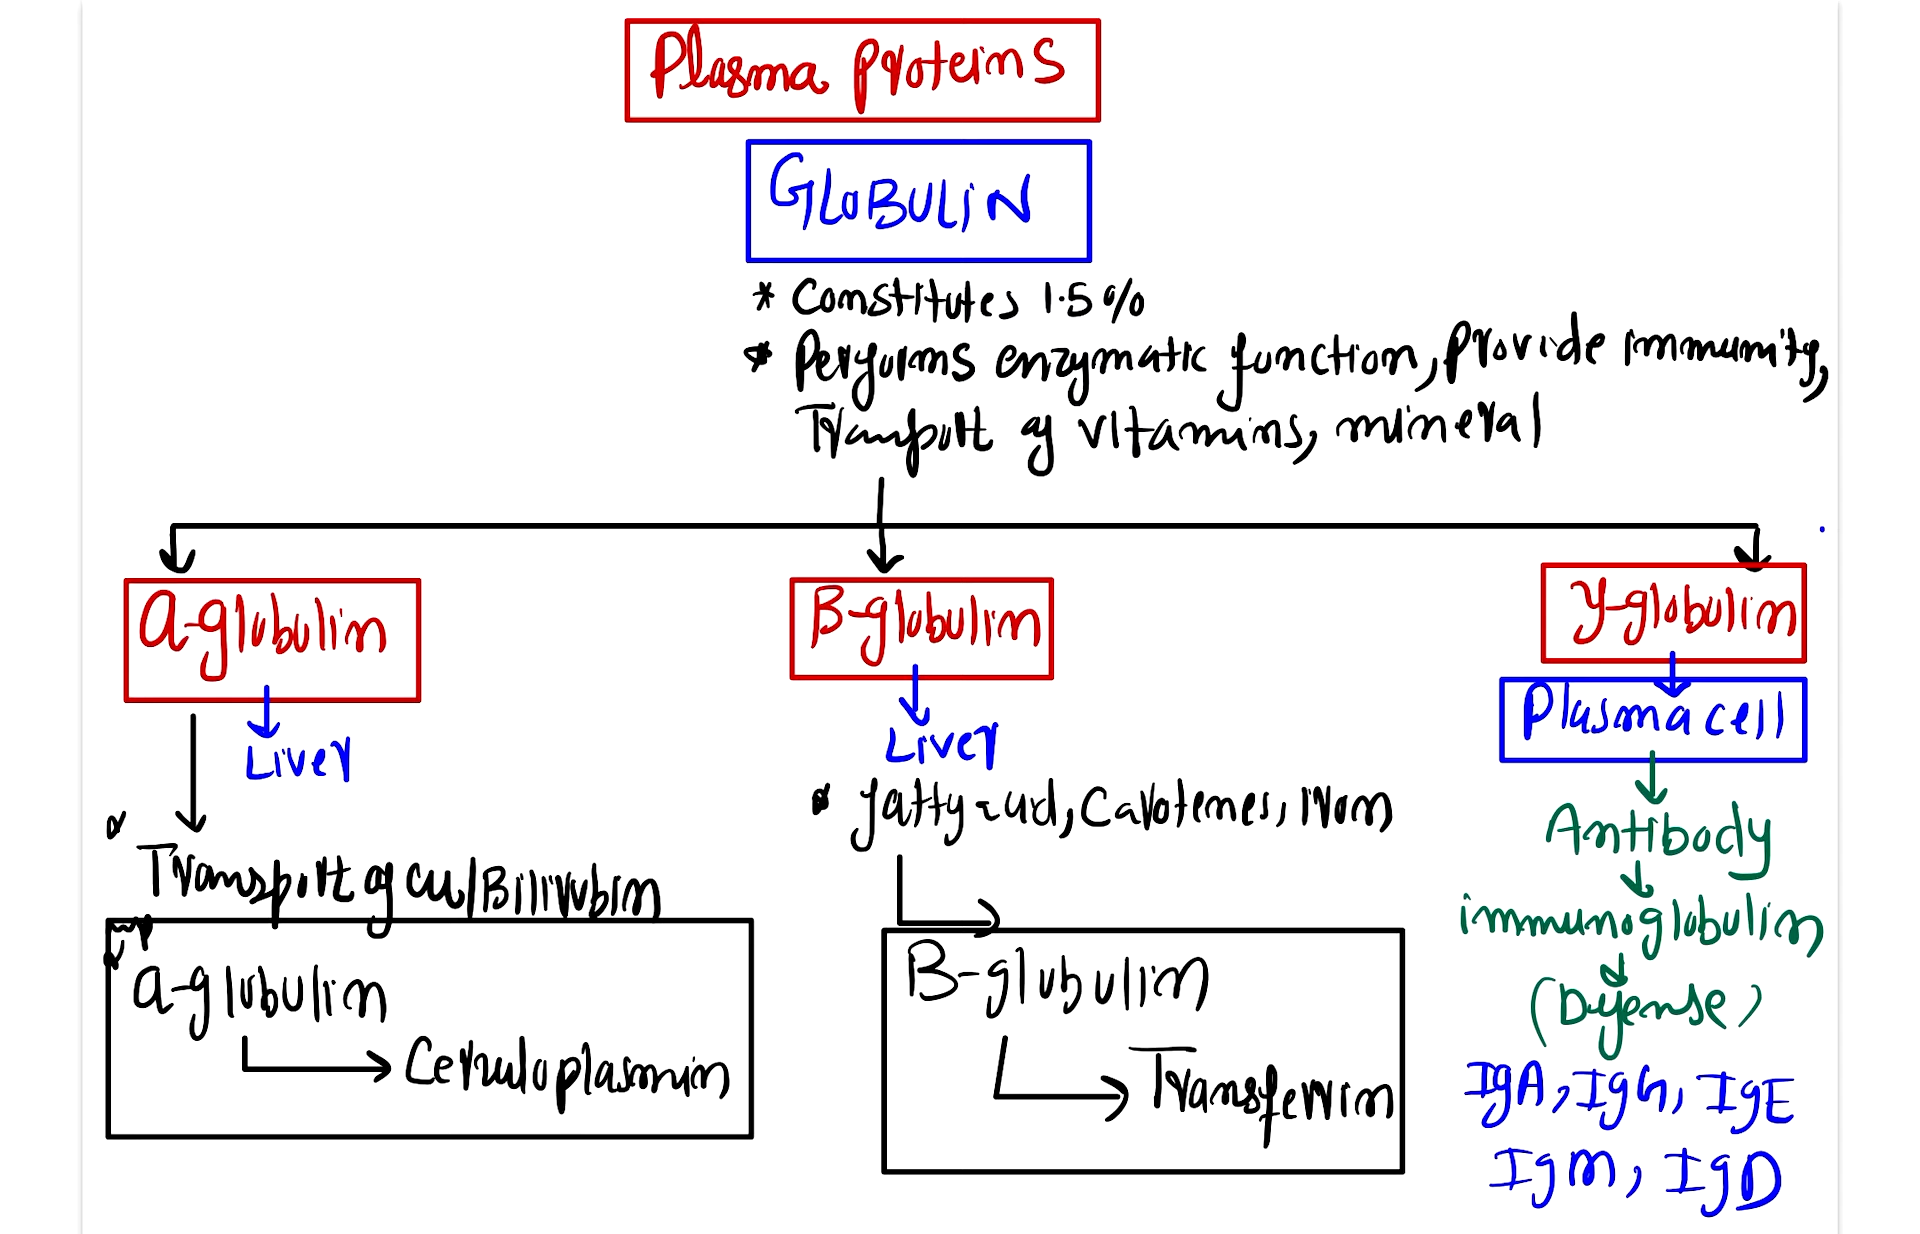 Plasma proteins
GLOBULIN
* Constitutes 1.5%
* Performs enzymatic function, provide immunity,
Transport of vitamins, mineral
a-globulin
Liver
Transport of cu/Bilirubin
a-globulin
Ceruloplasmin
B-globulin
Liver
* fatty acid, Carotenes, iron
B-globulin
Transferrin
γ-globulin
Plasma cell
Antibody
immunoglobulin
(Defense)
IgA, IgG, IgE
IgM, IgD